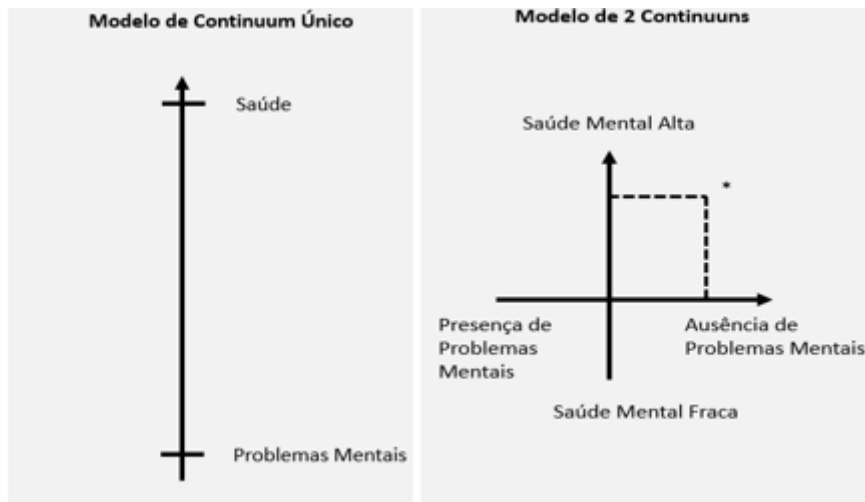 Modelo de Continuum Único
Saúde
Problemas Mentais
Modelo de 2 Continuuns
Saúde Mental Alta
*
Presença de
Problemas
Mentais
Ausência de
Problemas Mentais
Saúde Mental Fraca